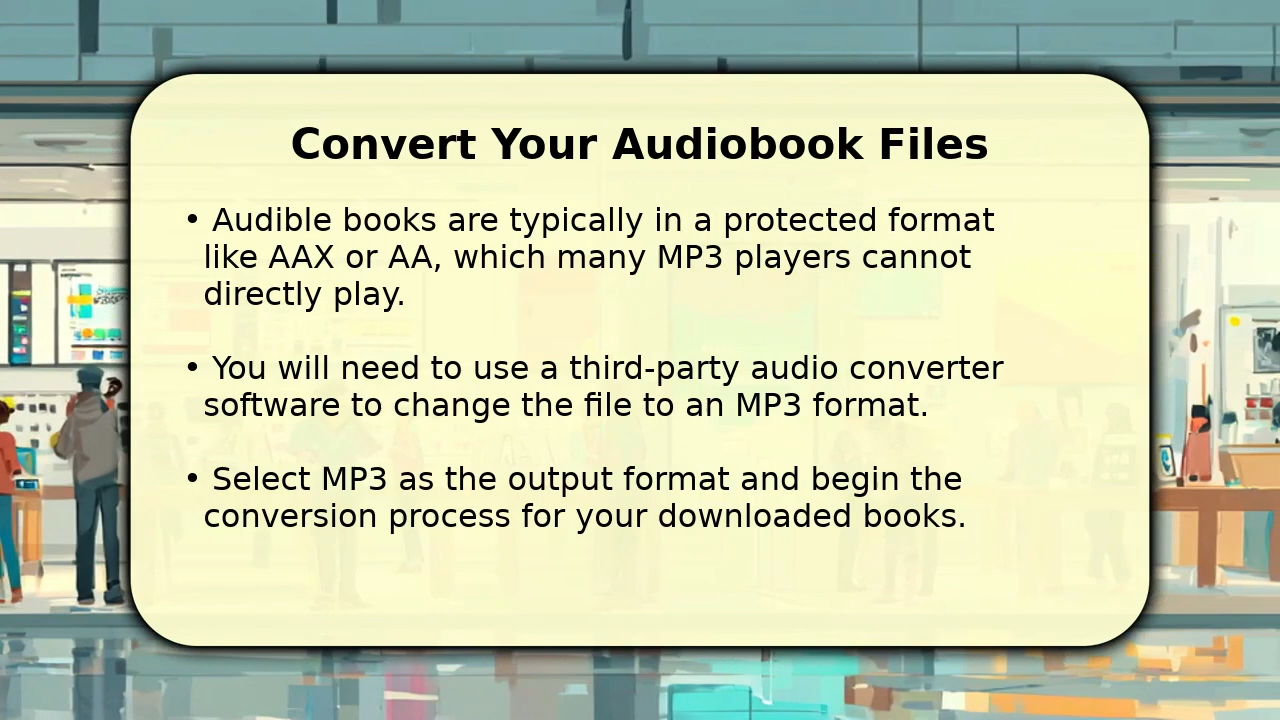 Convert Your Audiobook Files
• Audible books are typically in a protected format
like AAX or AA, which many MP3 players cannot
directly play.
• You will need to use a third-party audio converter
software to change the file to an MP3 format.
• Select MP3 as the output format and begin the
conversion process for your downloaded books.